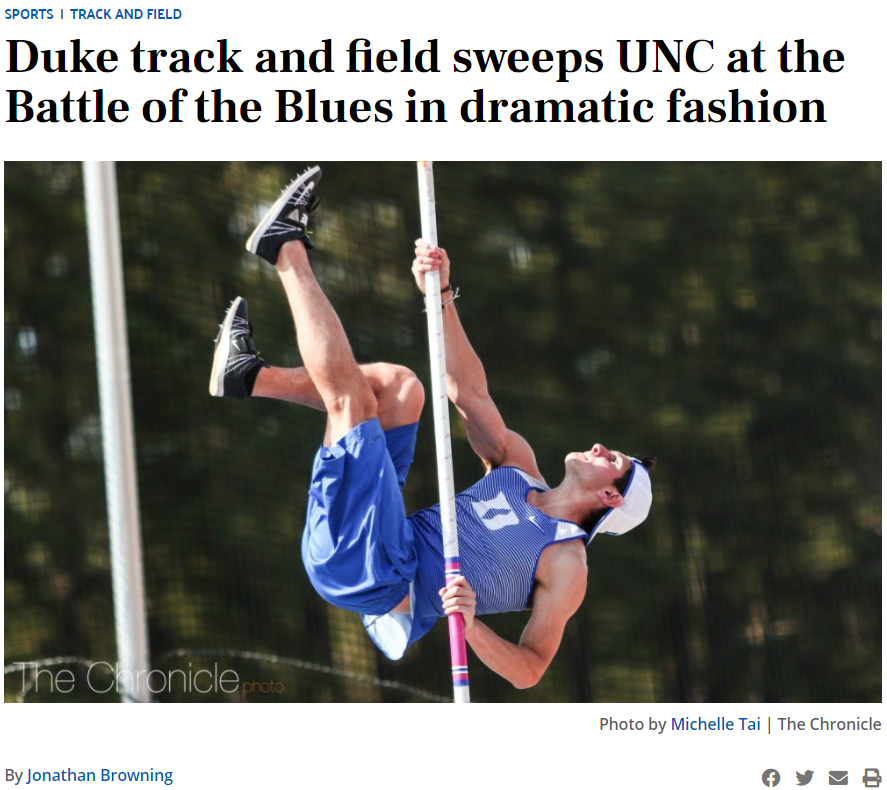 SPORTS | TRACK AND FIELD
Duke track and field sweeps UNC at the
Battle of the Blues in dramatic fashion
D
The Chronicle photo
Photo by Michelle Tai | The Chronicle
By Jonathan Browning